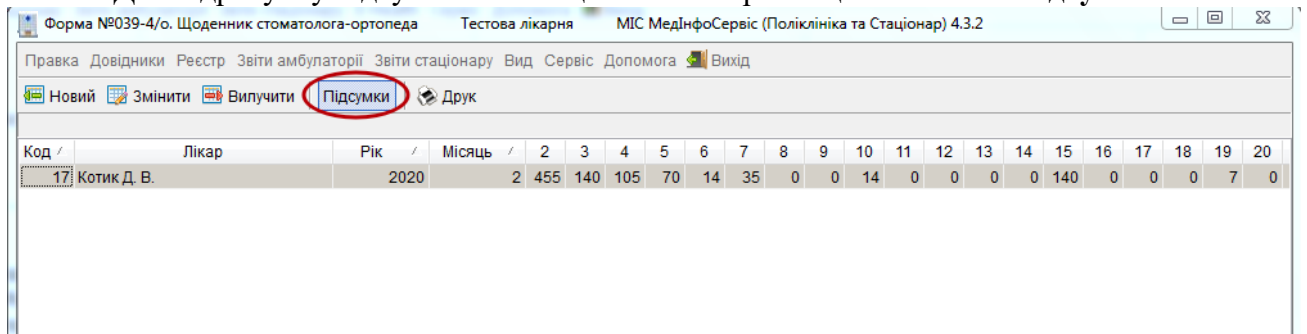 Форма №039-4/о. Щоденник стоматолога-ортопеда Тестова лікарня МІС МедІнфоСервіс (Поліклініка та Стаціонар) 4.3.2
Правка Довідники Реєстр Звіти амбулаторії Звіти стаціонару Вид Сервіс Допомога Вихід
Новий Змінити Вилучити Підсумки Друк
Код Лікар Рік Місяць 2 3 4 5 6 7 8 9 10 11 12 13 14 15 16 17 18 19 20
17 Котик Д. В. 2020 2 455 140 105 70 14 35 0 0 14 0 0 0 0 140 0 0 0 7 0